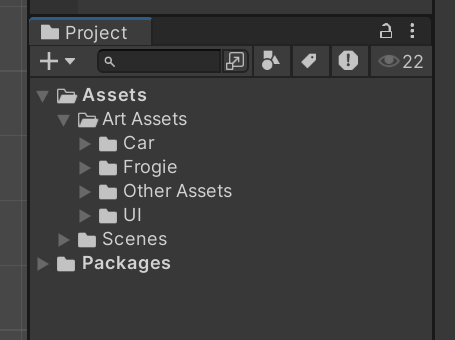 Project
22
Assets
Art Assets
Car
Frogie
Other Assets
UI
Scenes
Packages